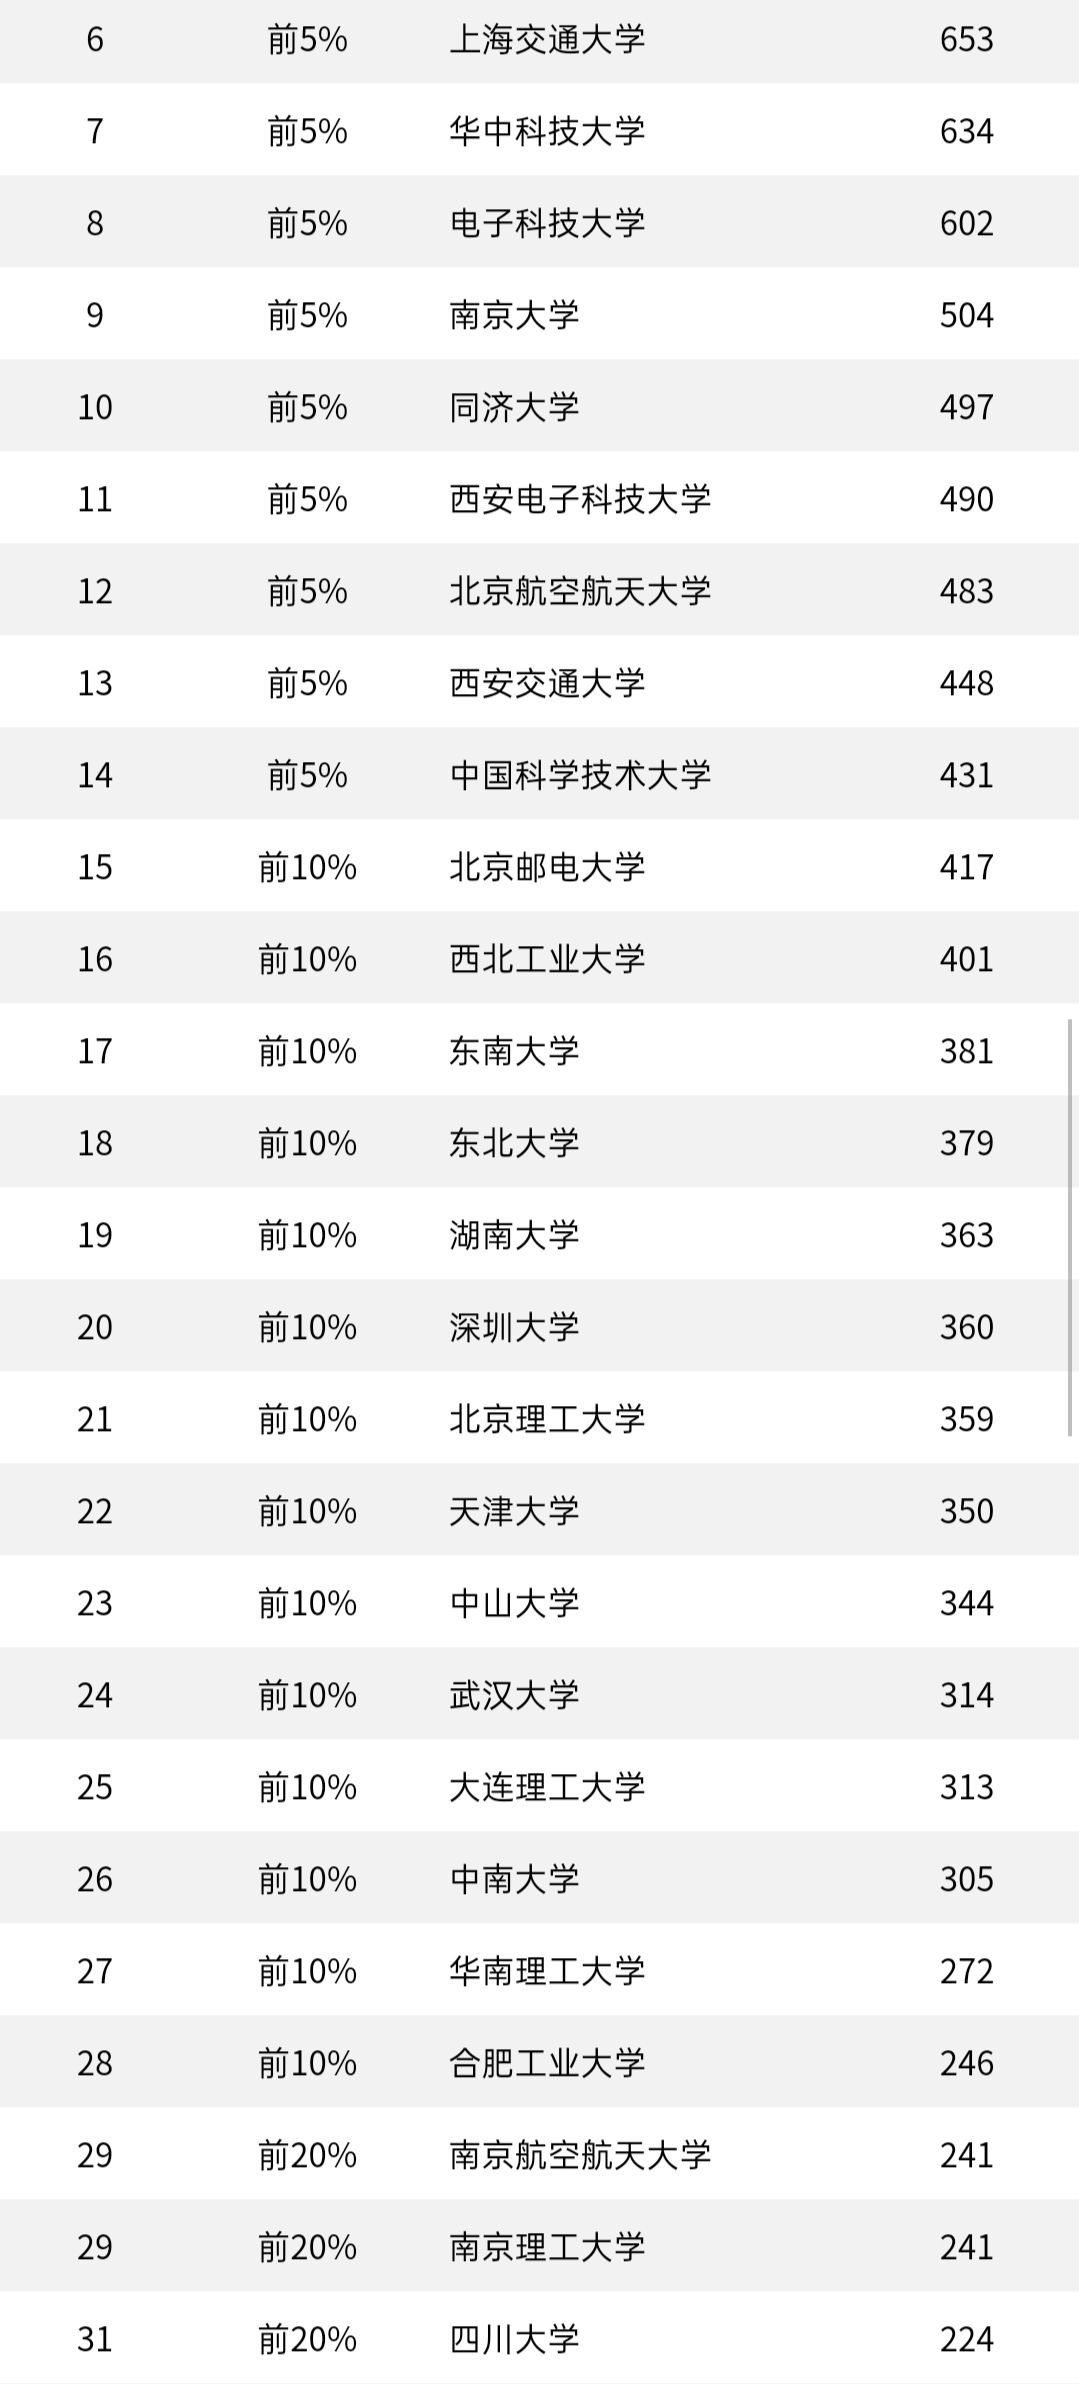 6 前5% 上海交通大学 653
7 前5% 华中科技大学 634
8 前5% 电子科技大学 602
9 前5% 南京大学 504
10 前5% 同济大学 497
11 前5% 西安电子科技大学 490
12 前5% 北京航空航天大学 483
13 前5% 西安交通大学 448
14 前5% 中国科学技术大学 431
15 前10% 北京邮电大学 417
16 前10% 西北工业大学 401
17 前10% 东南大学 381
18 前10% 东北大学 379
19 前10% 湖南大学 363
20 前10% 深圳大学 360
21 前10% 北京理工大学 359
22 前10% 天津大学 350
23 前10% 中山大学 344
24 前10% 武汉大学 314
25 前10% 大连理工大学 313
26 前10% 中南大学 305
27 前10% 华南理工大学 272
28 前10% 合肥工业大学 246
29 前20% 南京航空航天大学 241
29 前20% 南京理工大学 241
31 前20% 四川大学 224